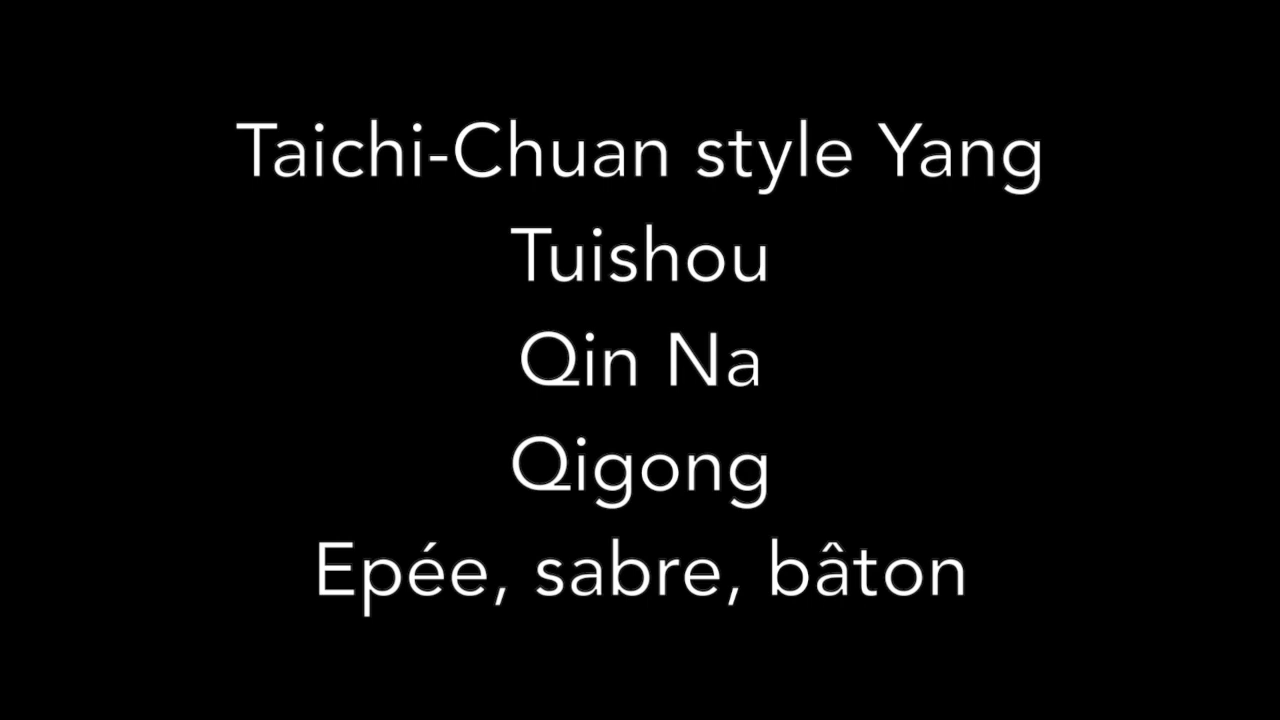 Taichi-Chuan style Yang
Tuishou
Qin Na
Qigong
Epée, sabre, bâton